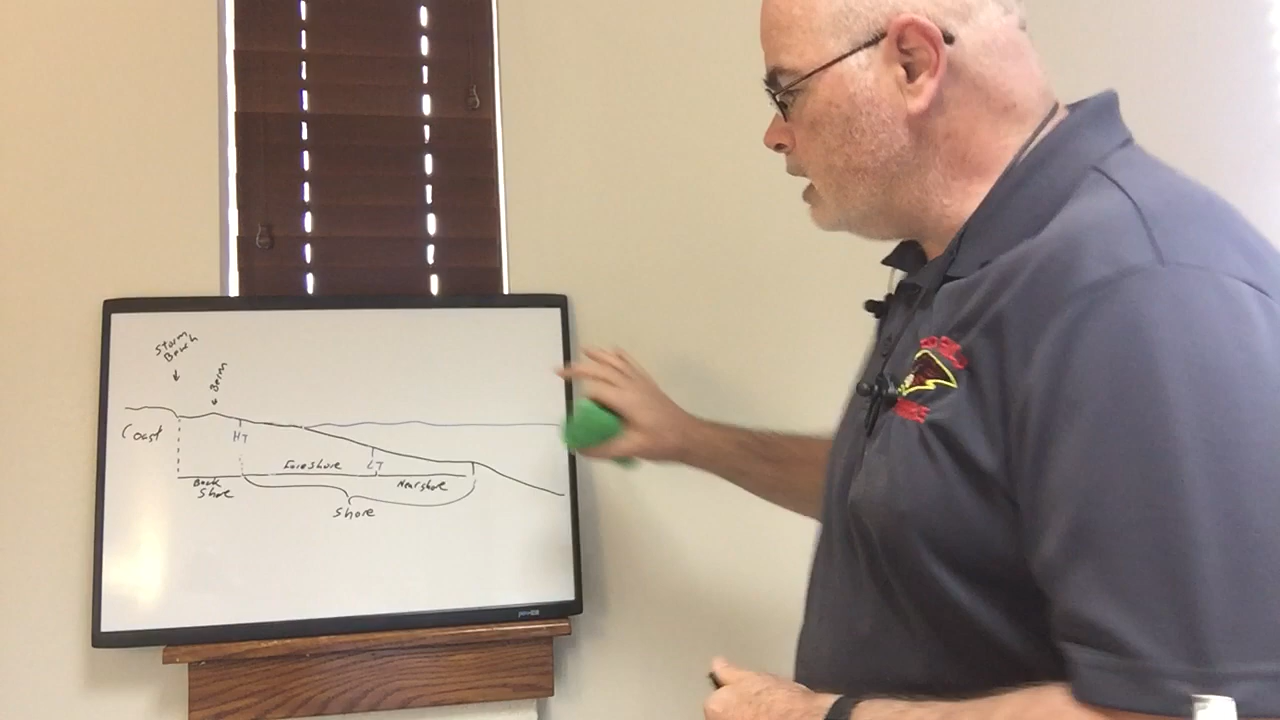 Storm
Beach
Berm
Coast
HT
Foreshore
LT
Back
Shore
Nearshore
Shore